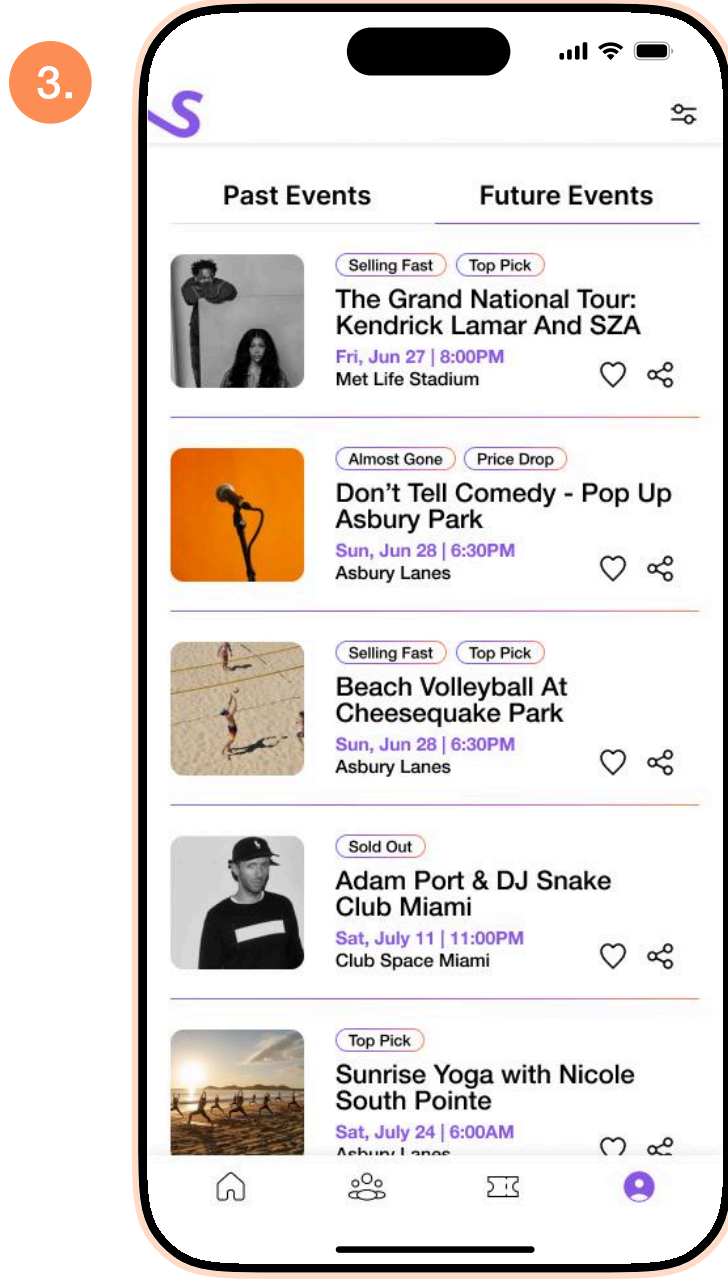 3.
S
Past Events
Future Events
Selling Fast
Top Pick
The Grand National Tour:
Kendrick Lamar And SZA
Fri, Jun 27 | 8:00PM
Met Life Stadium
Almost Gone
Price Drop
Don’t Tell Comedy - Pop Up
Asbury Park
Sun, Jun 28 | 6:30PM
Asbury Lanes
Selling Fast
Top Pick
Beach Volleyball At
Cheesequake Park
Sun, Jun 28 | 6:30PM
Asbury Lanes
Sold Out
Adam Port & DJ Snake
Club Miami
Sat, July 11 | 11:00PM
Club Space Miami
Top Pick
Sunrise Yoga with Nicole
South Pointe
Sat, July 24 | 6:00AM
Asbury Lanes